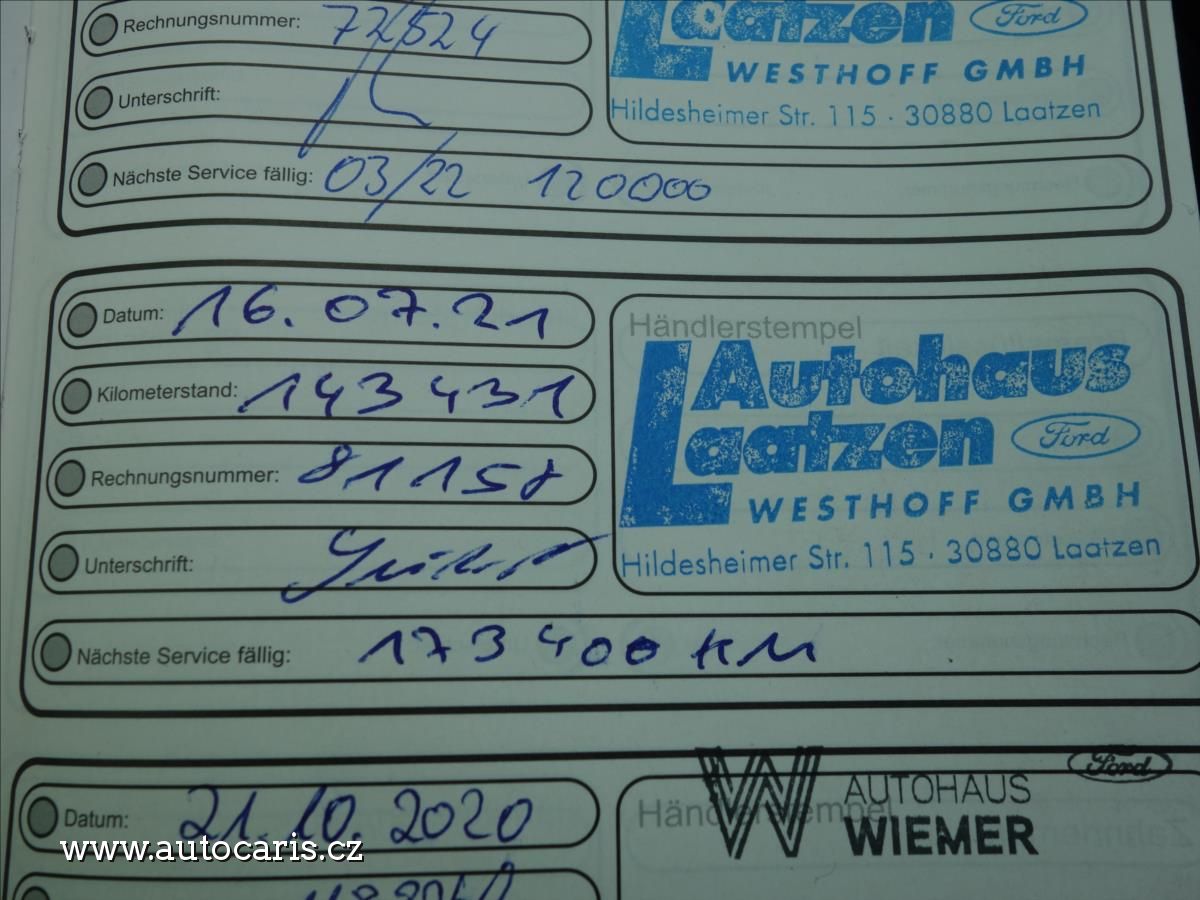 Rechnungsnummer: 72524
Laatzen Ford
WESTHOFF GMBH
Unterschrift:
Hildesheimer Str. 115 · 30880 Laatzen
Nächste Service fällig: 03/22 120000
Datum: 16.07.21
Händlerstempel
Kilometerstand: 143431
Autohaus
Laatzen Ford
Rechnungsnummer: 81158
WESTHOFF GMBH
Unterschrift:
Hildesheimer Str. 115 · 30880 Laatzen
Nächste Service fällig: 173400 KM
Datum: 21.10.2020
Händlerstempel
W AUTOHAUS Ford
WIEMER
www.autocaris.cz